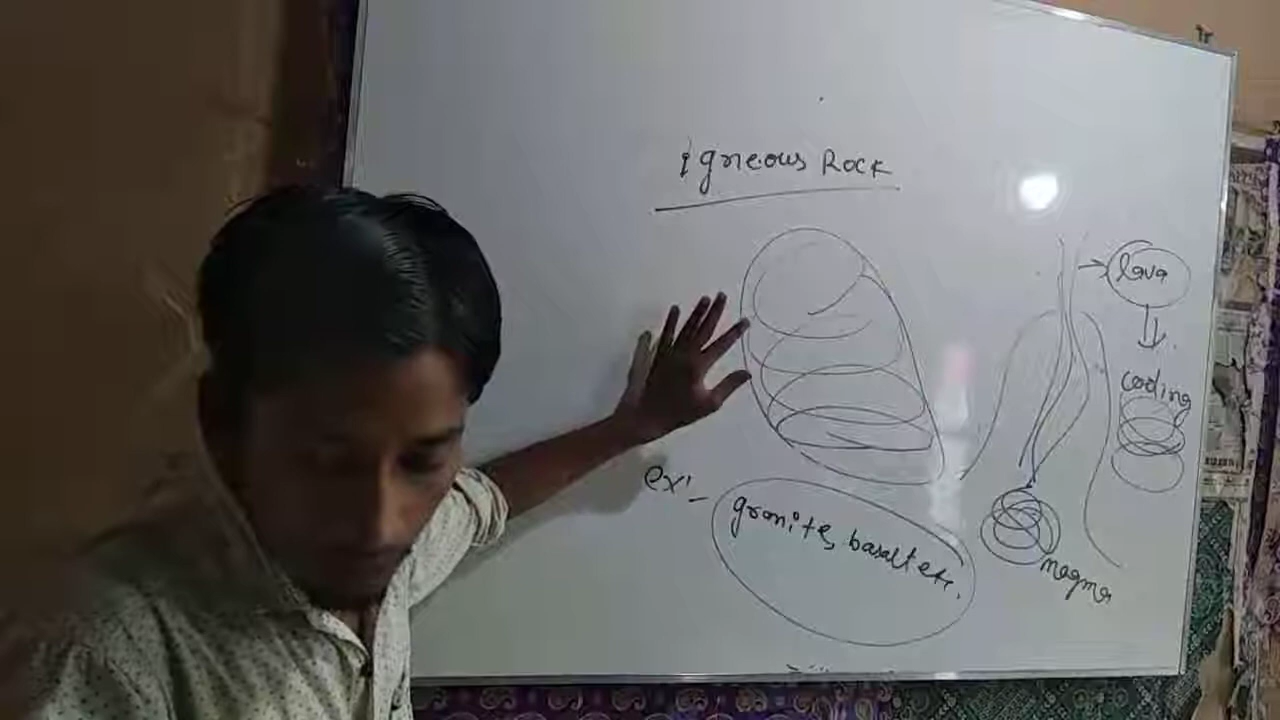 Igneous Rock
lava
cooling
ex'-
granite, basalt etc.
magma